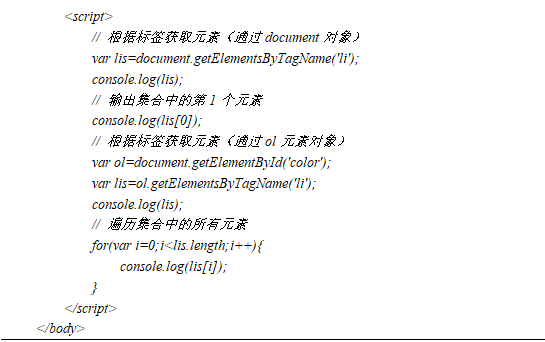 <script>
// 根据标签获取元素（通过 document 对象）
var lis=document.getElementsByTagName('li');
console.log(lis);
// 输出集合中的第 1 个元素
console.log(lis[0]);
// 根据标签获取元素（通过 ol 元素对象）
var ol=document.getElementById('color');
var lis=ol.getElementsByTagName('li');
console.log(lis);
// 遍历集合中的所有元素
for(var i=0;i<lis.length;i++){
console.log(lis[i]);
}
</script>
</body>